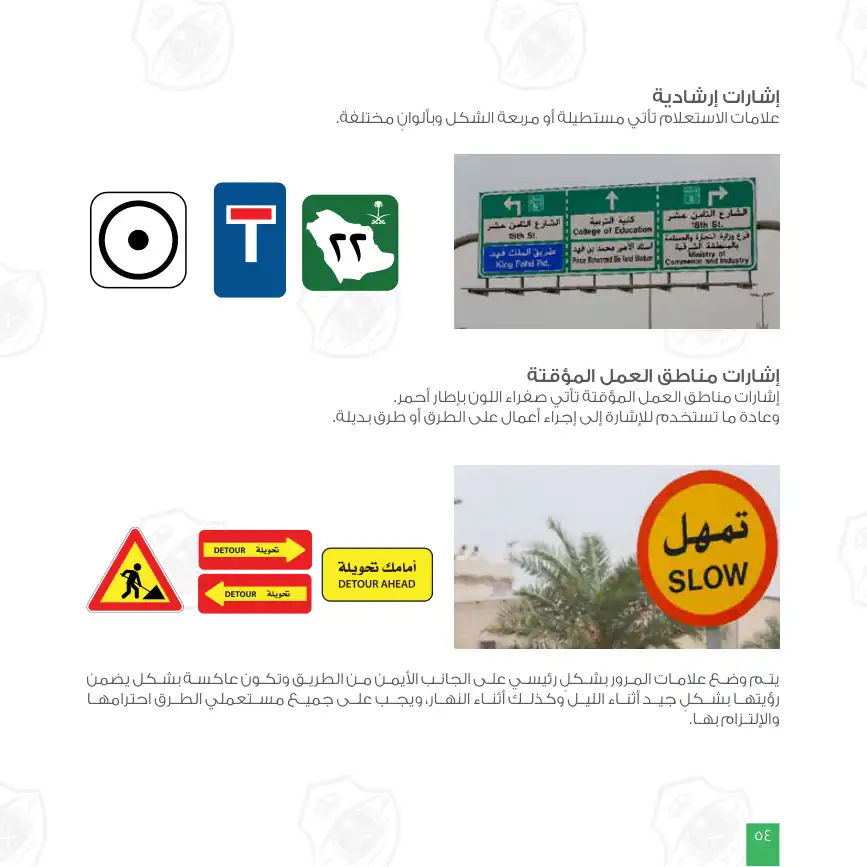 إشارات إرشادية
علامات الاستعلام تأتي مستطيلة أو مربعة الشكل وبألوانٍ مختلفة.
الشارع الثامن عشر
18th St.
طريق الملك فهد
King Fahd Rd.
كلية التربية
College of Education
استاد الأمير محمد بن فهد
Prince Mohammed Bin Fahd Stadium
الشارع الثامن عشر
18th St.
فرع وزارة التجارة والصناعة
بالمنطقة الشرقية
Ministry of
Commerce and Industry
٢٢
إشارات مناطق العمل المؤقتة
إشارات مناطق العمل المؤقتة تأتي صفراء اللون بإطار أحمر.
وعادة ما تستخدم للإشارة إلى إجراء أعمال على الطرق أو طرق بديلة.
تمهل
SLOW
أمامك تحويلة
DETOUR AHEAD
DETOUR تحويلة
DETOUR تحويلة
يتم وضع علامات المرور بشكلٍ رئيسي على الجانب الأيمن من الطريق وتكون عاكسة بشكل يضمن
رؤيتها بشكلٍ جيد أثناء الليل وكذلك أثناء النهار، ويجب على جميع مستعملي الطرق احترامها
والإلتزام بها.
٥٤